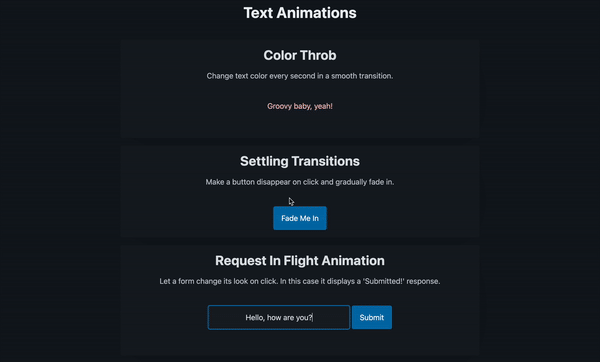 Text Animations
Color Throb
Change text color every second in a smooth transition.
Groovy baby, yeah!
Settling Transitions
Make a button disappear on click and gradually fade in.
Fade Me In
Request In Flight Animation
Let a form change its look on click. In this case it displays a 'Submitted!' response.
Hello, how are you? Submit